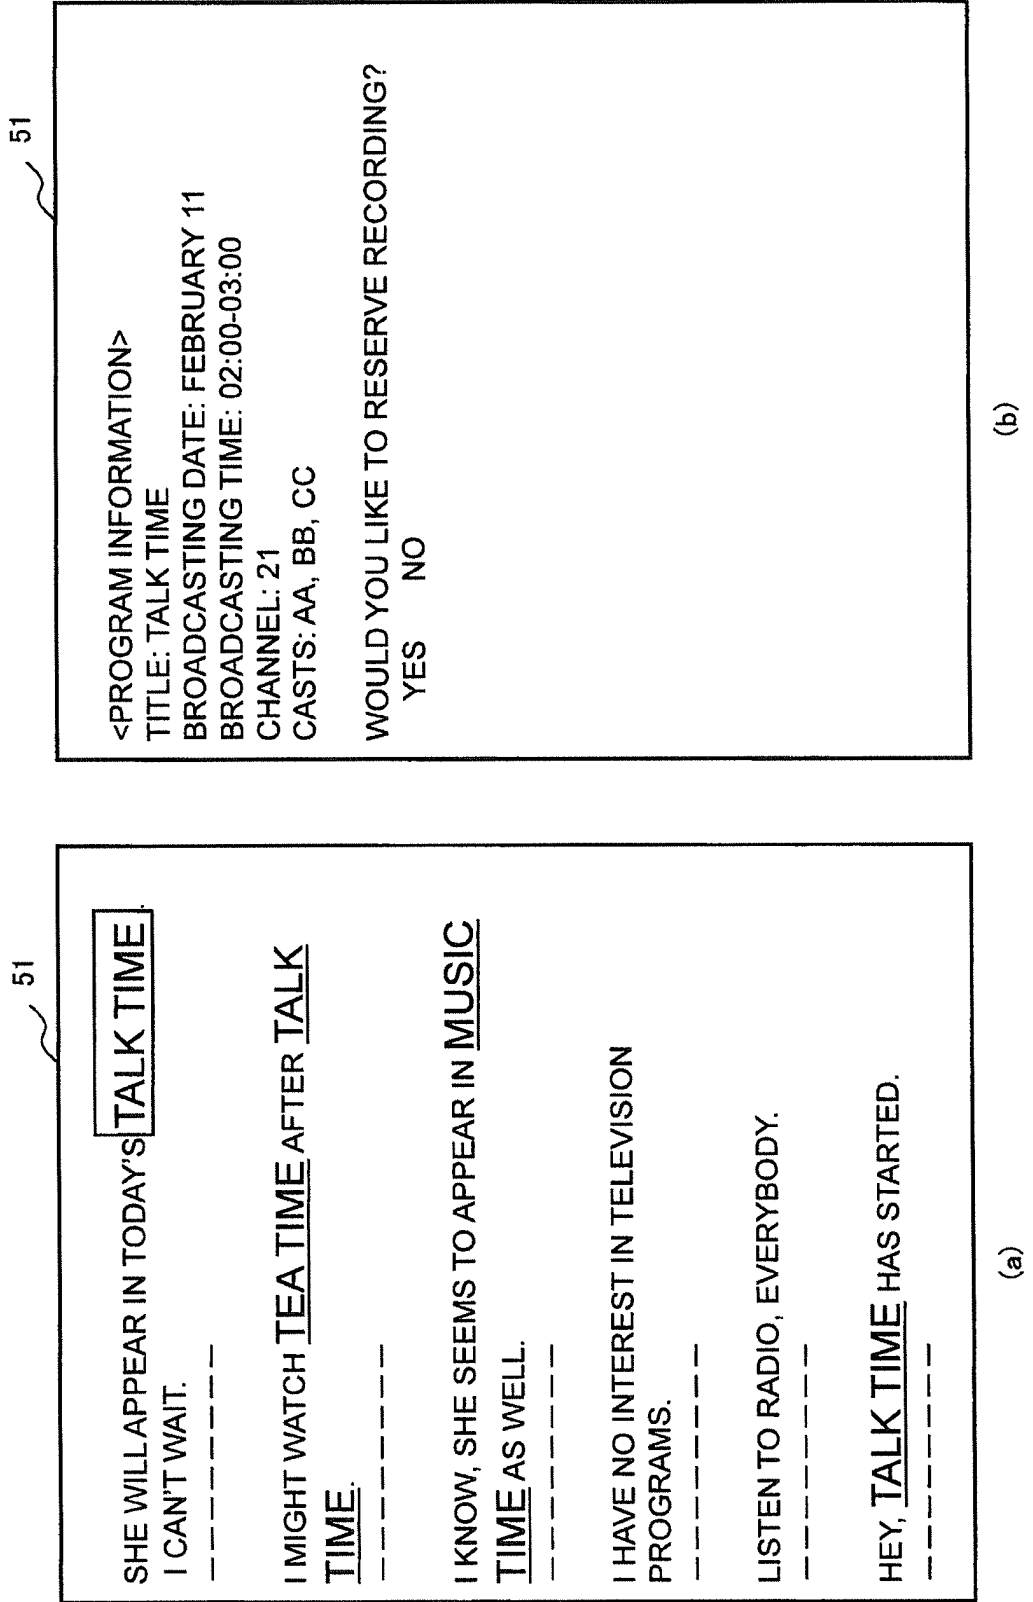 51
SHE WILL APPEAR IN TODAY'S TALK TIME.
I CAN'T WAIT.
I MIGHT WATCH TEA TIME AFTER TALK
TIME.
I KNOW, SHE SEEMS TO APPEAR IN MUSIC
TIME AS WELL.
I HAVE NO INTEREST IN TELEVISION
PROGRAMS.
LISTEN TO RADIO, EVERYBODY.
HEY, TALK TIME HAS STARTED.
(a)
51
<PROGRAM INFORMATION>
TITLE: TALK TIME
BROADCASTING DATE: FEBRUARY 11
BROADCASTING TIME: 02:00-03:00
CHANNEL: 21
CASTS: AA, BB, CC
WOULD YOU LIKE TO RESERVE RECORDING?
YES NO
(b)